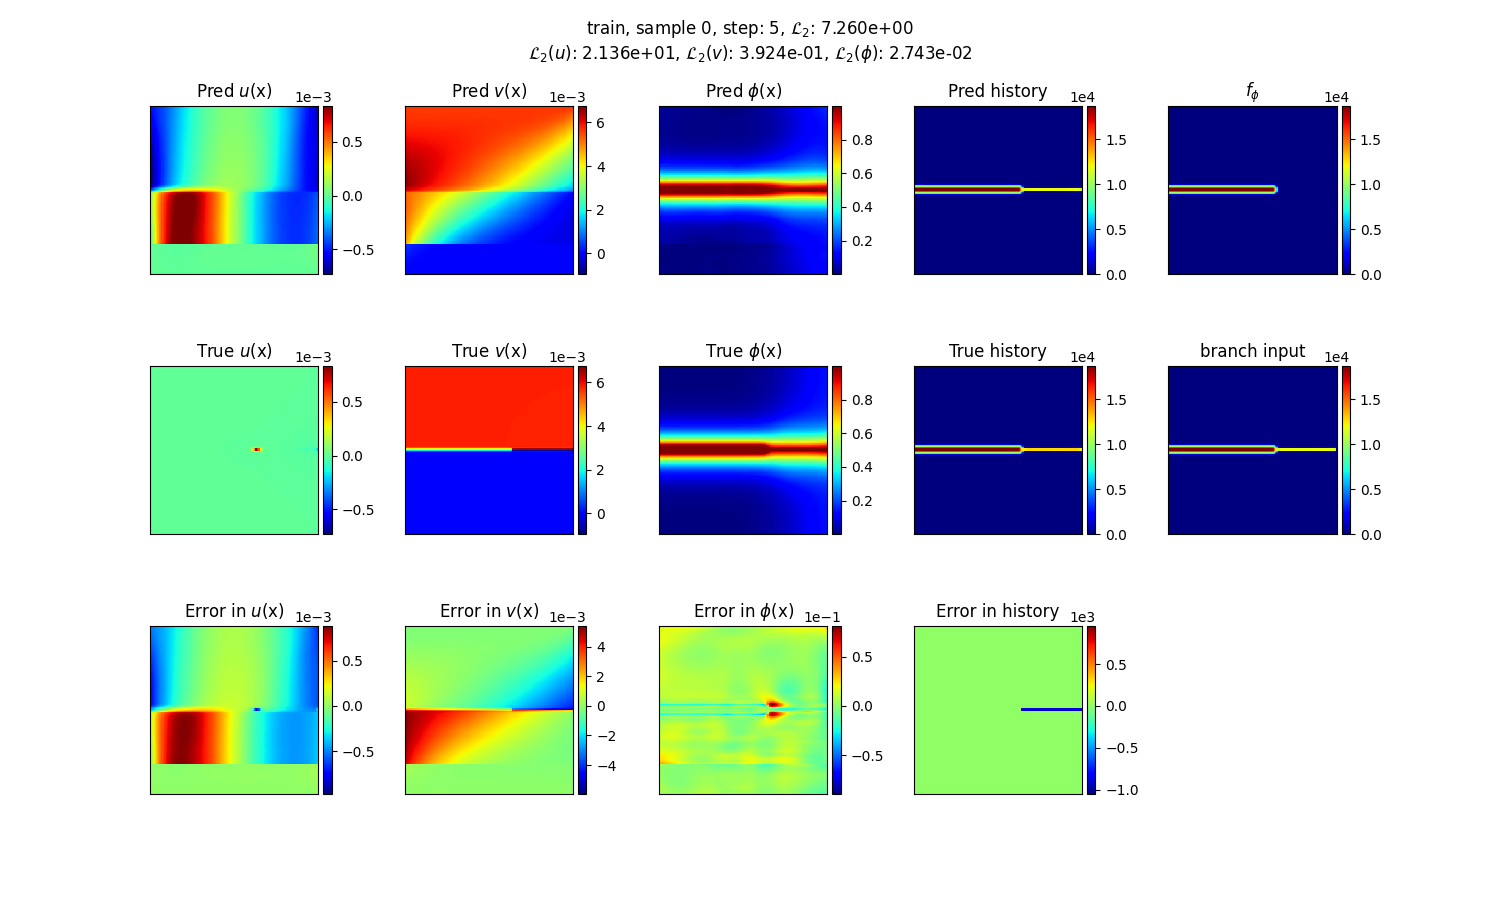 train, sample 0, step: 5, ℒ₂: 7.260e+00
ℒ₂(u): 2.136e+01, ℒ₂(v): 3.924e-01, ℒ₂(ϕ): 2.743e-02
Pred u(x)
1e−3
0.5
0.0
−0.5
Pred v(x)
1e−3
6
4
2
0
Pred ϕ(x)
0.8
0.6
0.4
0.2
Pred history
1e4
1.5
1.0
0.5
0.0
f_ϕ
1e4
1.5
1.0
0.5
0.0
True u(x)
1e−3
0.5
0.0
−0.5
True v(x)
1e−3
6
4
2
0
True ϕ(x)
0.8
0.6
0.4
0.2
True history
1e4
1.5
1.0
0.5
0.0
branch input
1e4
1.5
1.0
0.5
0.0
Error in u(x)
1e−3
0.5
0.0
−0.5
Error in v(x)
1e−3
4
2
0
−2
−4
Error in ϕ(x)
1e−1
0.5
0.0
−0.5
Error in history
1e3
0.5
0.0
−0.5
−1.0